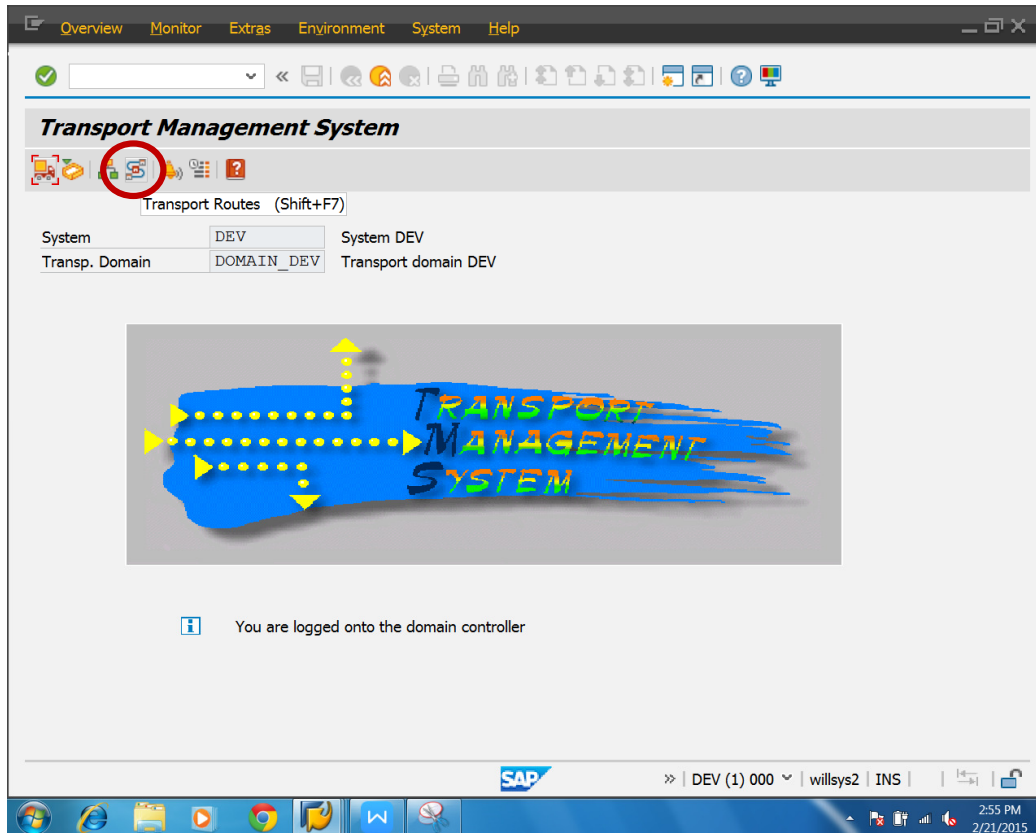 Overview Monitor Extras Environment System Help
Transport Management System
Transport Routes (Shift+F7)
System DEV System DEV
Transp. Domain DOMAIN_DEV Transport domain DEV
TRANSPORT
MANAGEMENT
SYSTEM
You are logged onto the domain controller
SAP DEV (1) 000 willsys2 INS
2:55 PM
2/21/2015